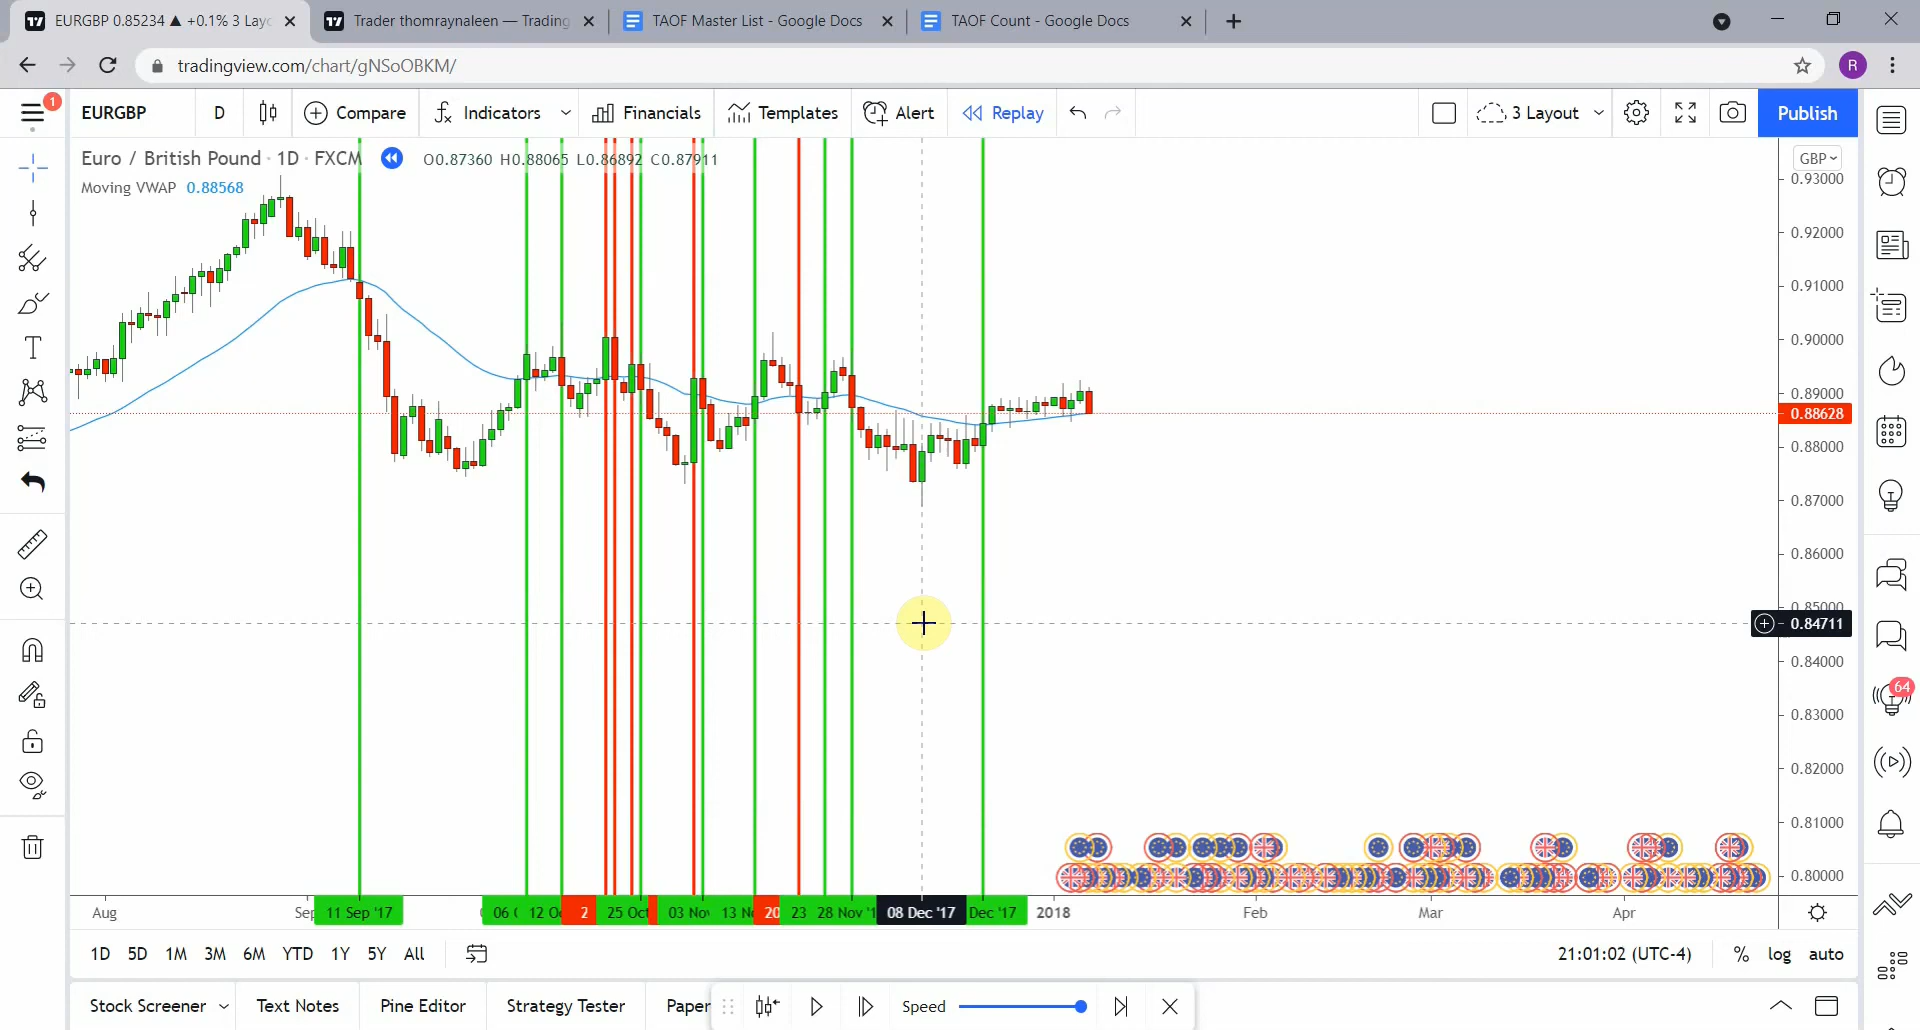 EURGBP 0.85234 ▲ +0.1% 3 Lay
Trader thomraynaleen — Trading
TAOF Master List - Google Docs
TAOF Count - Google Docs
tradingview.com/chart/gNSoOBKM/
R
1
EURGBP
D
Compare
Indicators
Financials
Templates
Alert
Replay
3 Layout
Publish
Euro / British Pound · 1D · FXCM
O0.87360 H0.88065 L0.86892 C0.87911
Moving VWAP 0.88568
GBP
0.93000
0.92000
0.91000
0.90000
0.89000
0.88628
0.88000
0.87000
0.86000
0.85000
0.84711
0.84000
0.83000
0.82000
0.81000
0.80000
64
Aug
Sep
11 Sep '17
06
12 Oc
2
25 Oct
03 Nov
13 N
20
23
28 Nov '1
08 Dec '17
Dec '17
2018
Feb
Mar
Apr
1D 5D 1M 3M 6M YTD 1Y 5Y All
21:01:02 (UTC-4)
% log auto
Stock Screener
Text Notes
Pine Editor
Strategy Tester
Paper
Speed